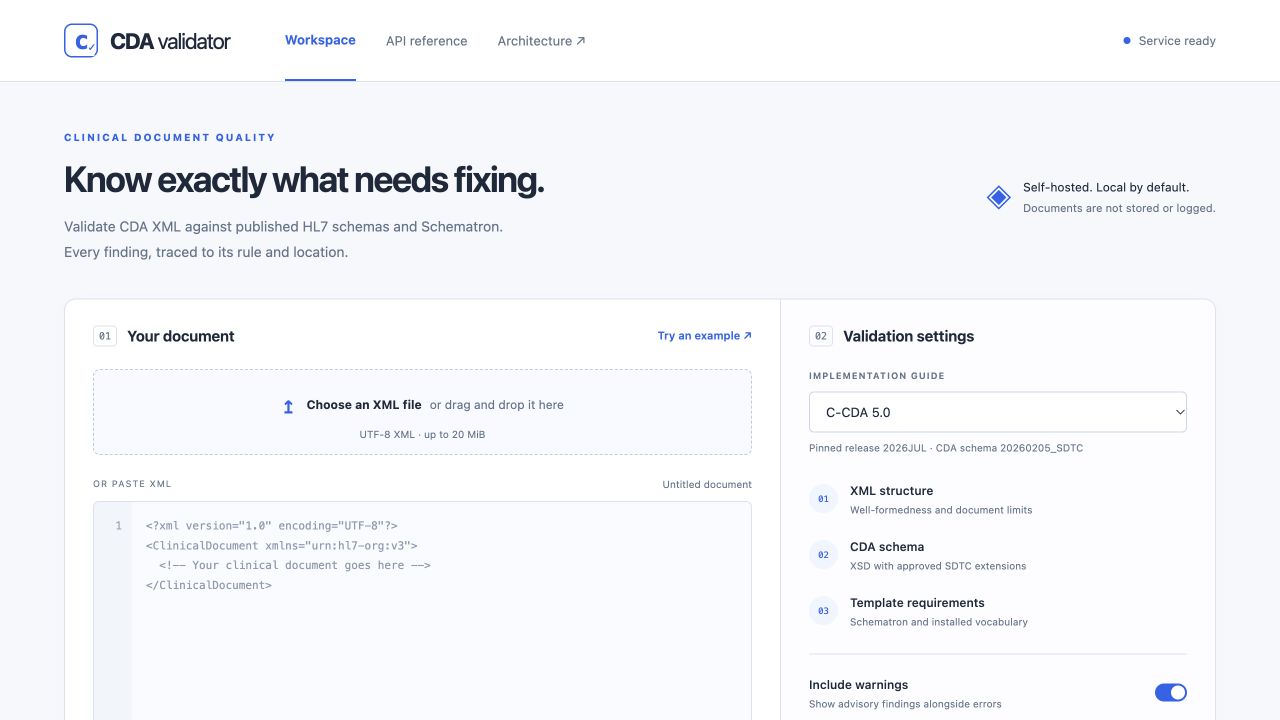 C✓ CDA validator
Workspace
API reference
Architecture ↗
Service ready
CLINICAL DOCUMENT QUALITY
Know exactly what needs fixing.
Validate CDA XML against published HL7 schemas and Schematron.
Every finding, traced to its rule and location.
Self-hosted. Local by default.
Documents are not stored or logged.
01 Your document
Try an example ↗
↥ Choose an XML file or drag and drop it here
UTF-8 XML · up to 20 MiB
OR PASTE XML
Untitled document
1 <?xml version="1.0" encoding="UTF-8"?>
<ClinicalDocument xmlns="urn:hl7-org:v3">
<!-- Your clinical document goes here -->
</ClinicalDocument>
02 Validation settings
IMPLEMENTATION GUIDE
C-CDA 5.0
Pinned release 2026JUL · CDA schema 20260205_SDTC
01 XML structure
Well-formedness and document limits
02 CDA schema
XSD with approved SDTC extensions
03 Template requirements
Schematron and installed vocabulary
Include warnings
Show advisory findings alongside errors